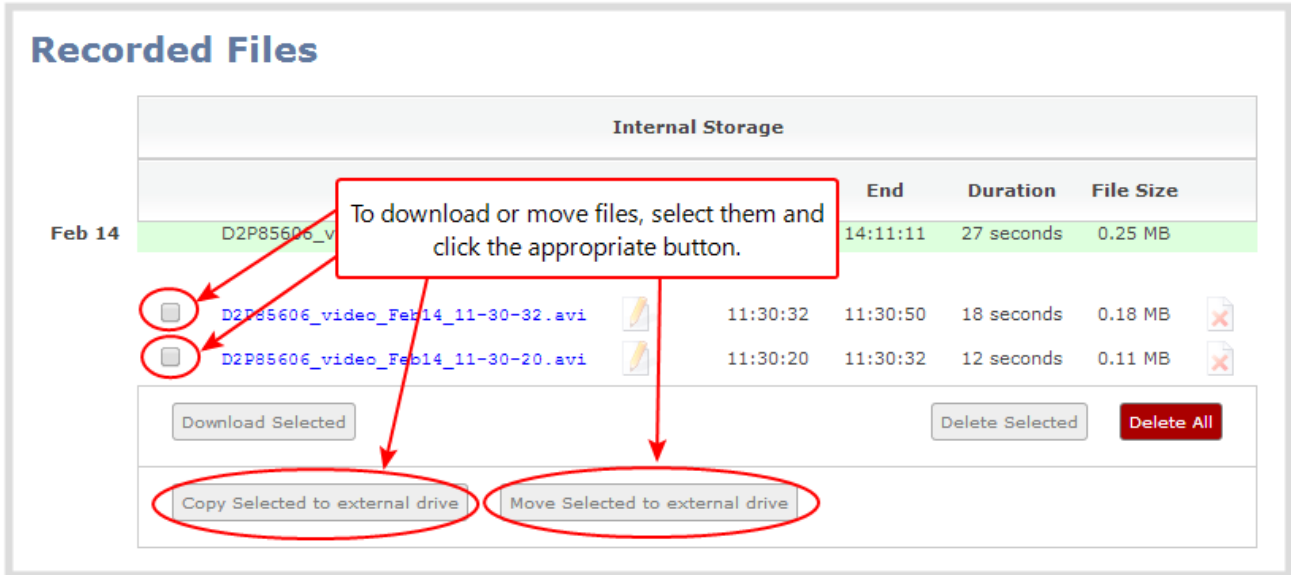 Recorded Files
Internal Storage
End Duration File Size
To download or move files, select them and
click the appropriate button.
Feb 14 D2P85606_v 14:11:11 27 seconds 0.25 MB
D2P85606_video_Feb14_11-30-32.avi 11:30:32 11:30:50 18 seconds 0.18 MB
D2P85606_video_Feb14_11-30-20.avi 11:30:20 11:30:32 12 seconds 0.11 MB
Download Selected Delete Selected Delete All
Copy Selected to external drive Move Selected to external drive